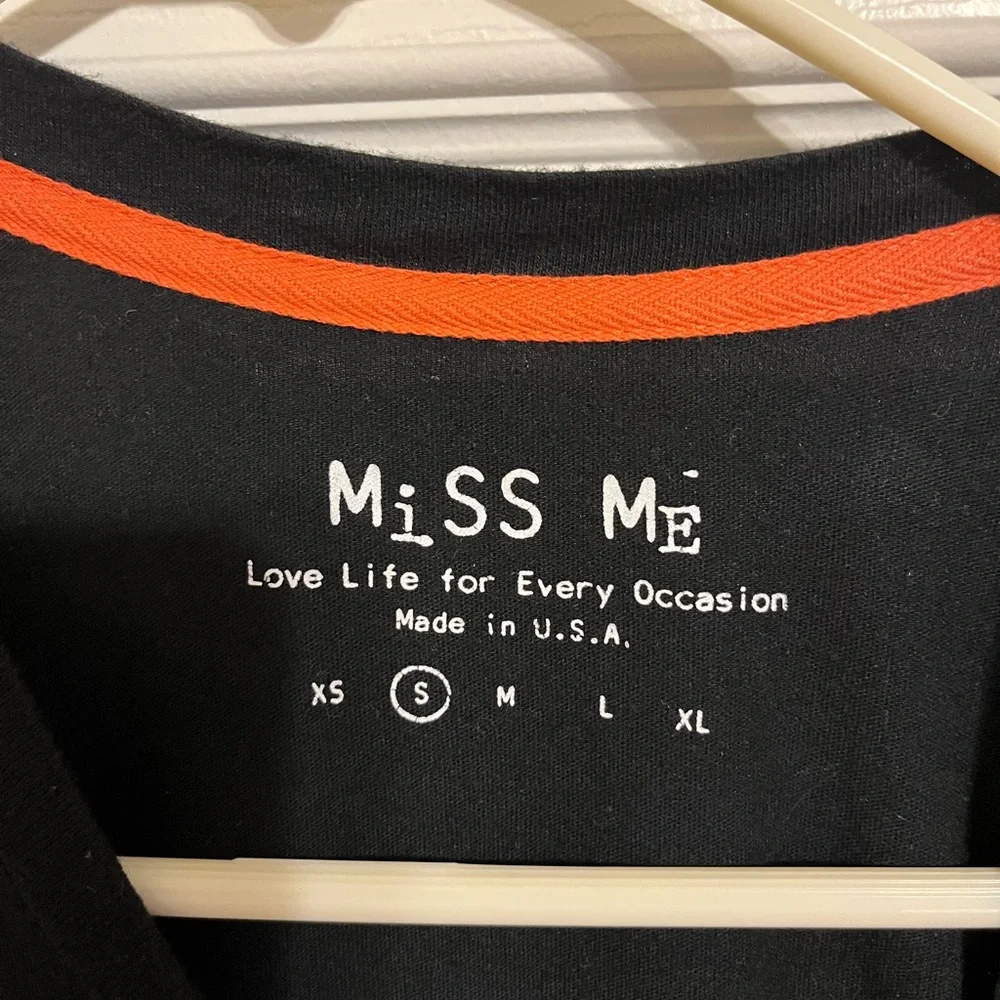 MiSS ME
Love Life for Every Occasion
Made in U.S.A.
XS S M L XL